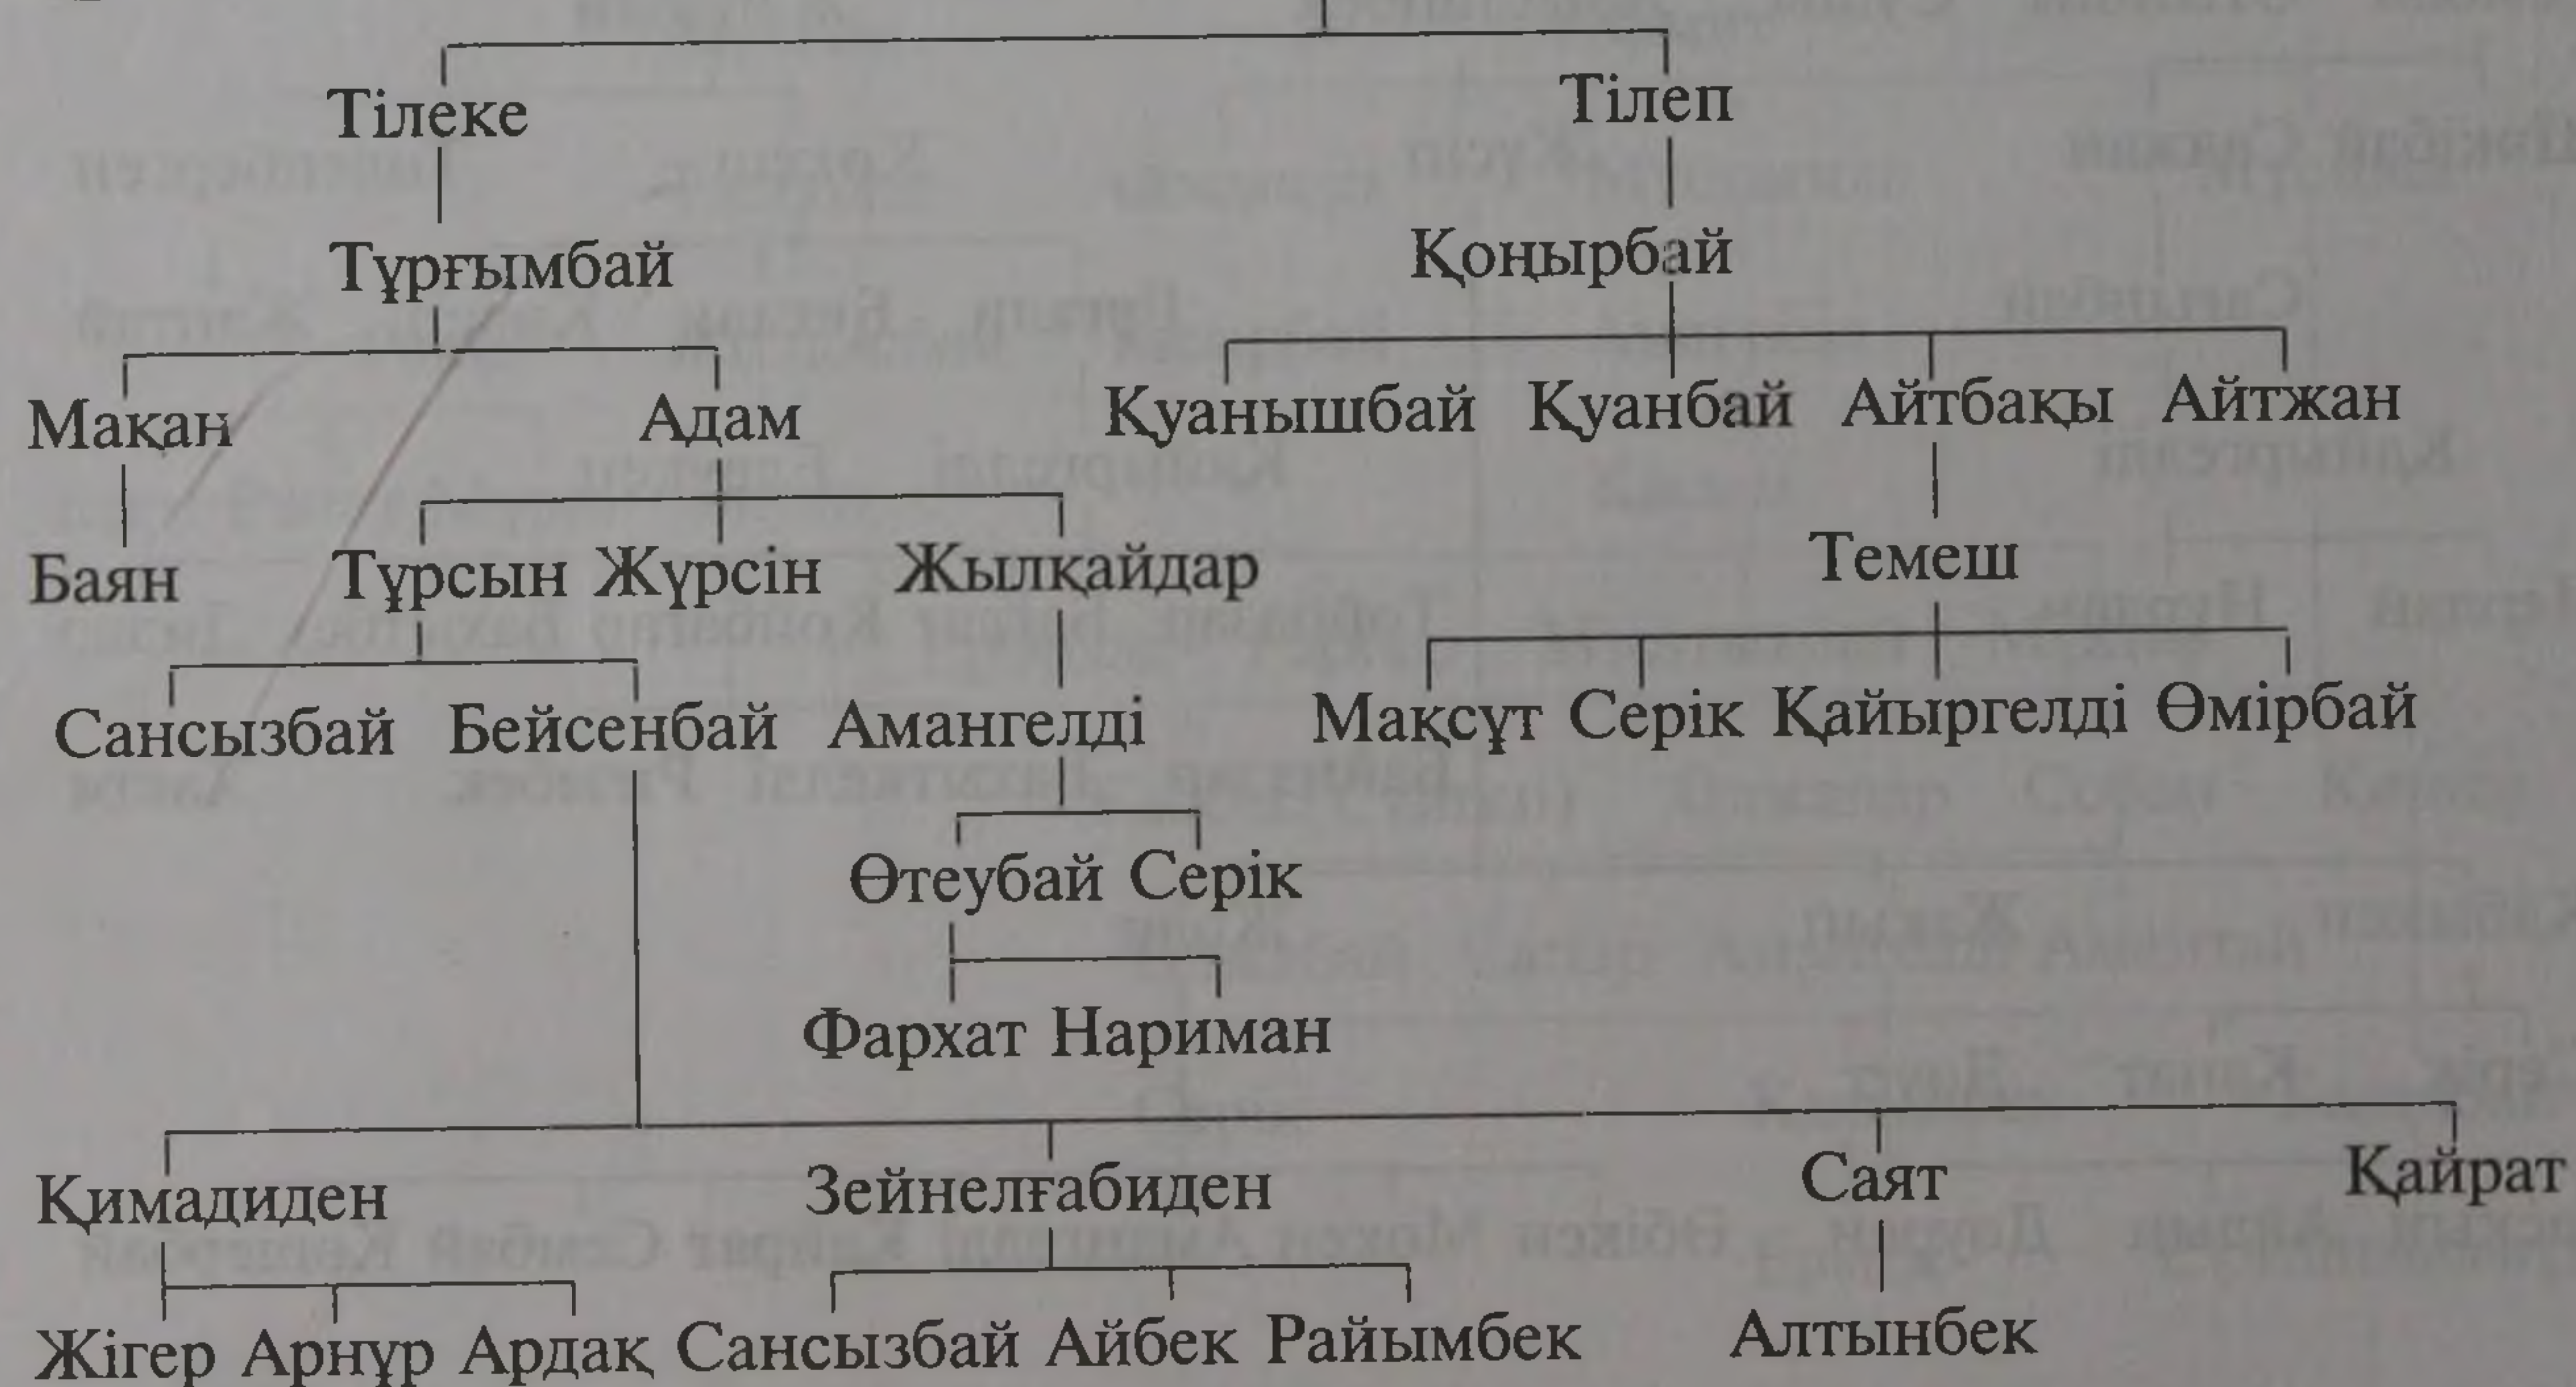 Тілеке Тілеп
Тұрғымбай Қоңырбай
Мақан Адам Қуанышбай Қуанбай Айтбақы Айтжан
Баян Тұрсын Жүрсін Жылқайдар Темеш
Сансызбай Бейсенбай Амангелді Мақсұт Серік Қайыргелді Өмірбай
Өтеубай Серік
Фархат Нариман
Қимадиден Зейнелғабиден Саят Қайрат
Жігер Арнұр Ардақ Сансызбай Айбек Райымбек Алтынбек